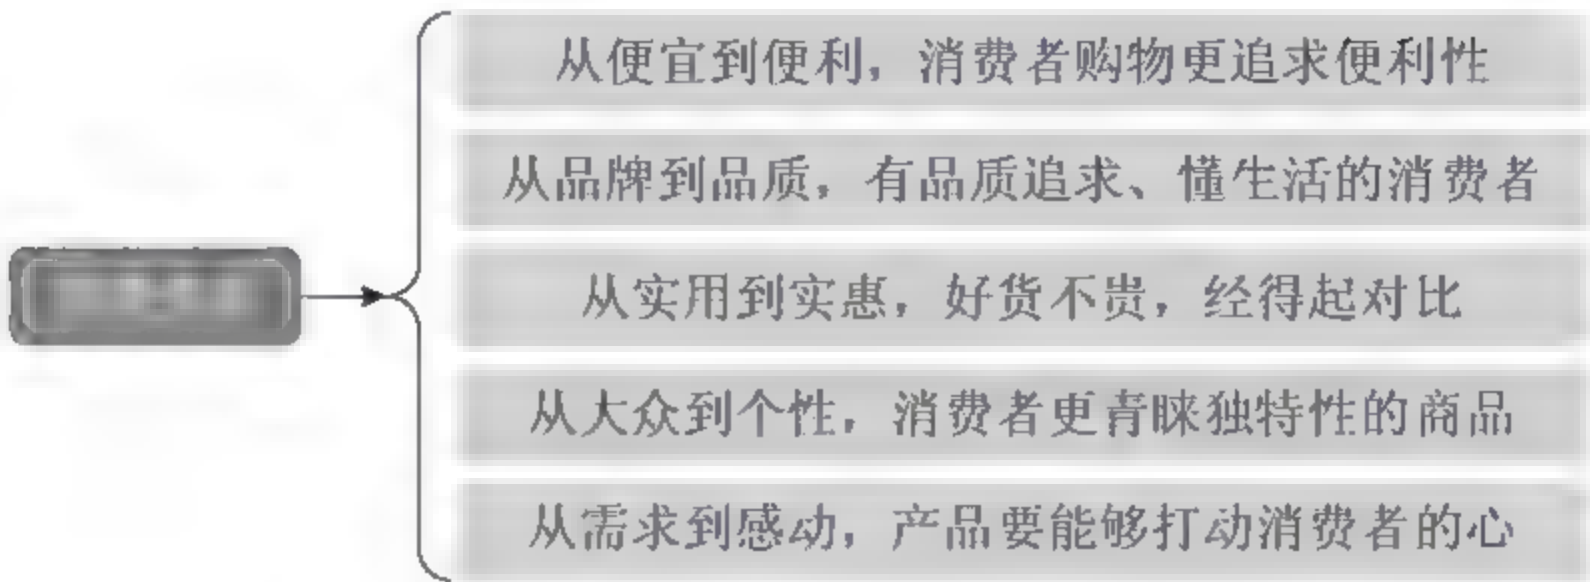 从便宜到便利，消费者购物更追求便利性
从品牌到品质，有品质追求、懂生活的消费者
从实用到实惠，好货不贵，经得起对比
从大众到个性，消费者更青睐独特性的商品
从需求到感动，产品要能够打动消费者的心